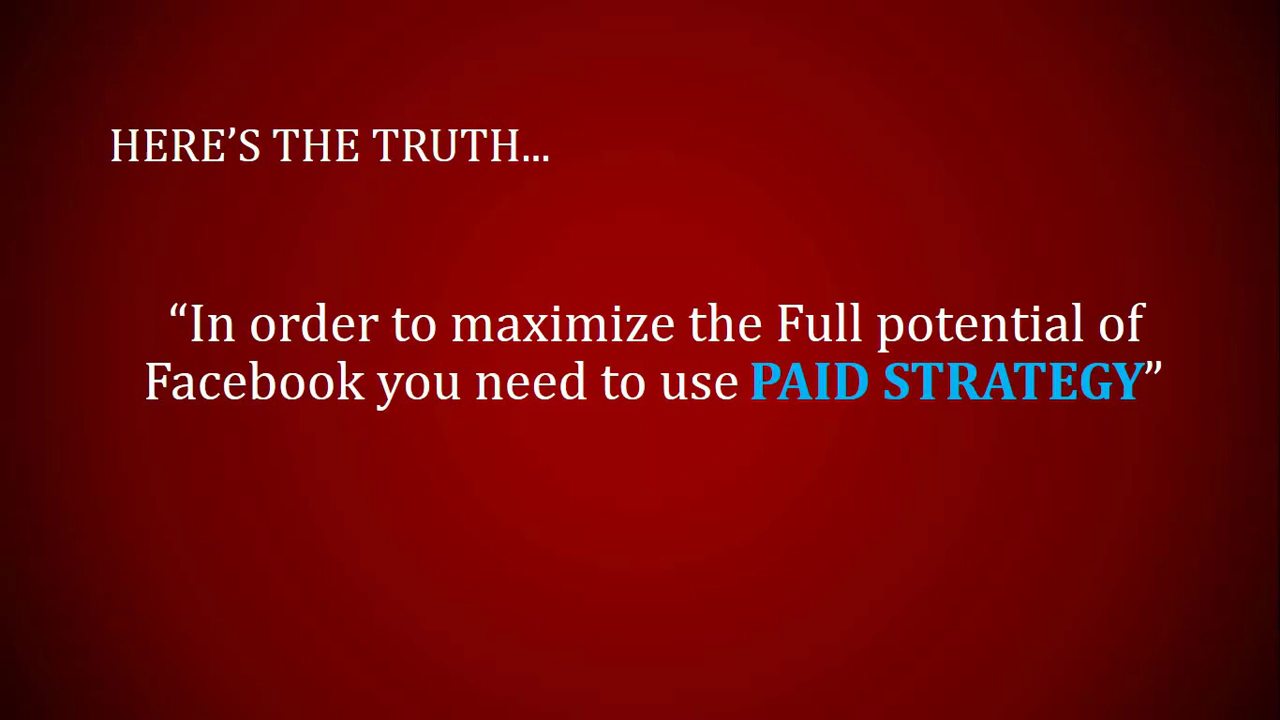 HERE’S THE TRUTH...
“In order to maximize the Full potential of
Facebook you need to use PAID STRATEGY”